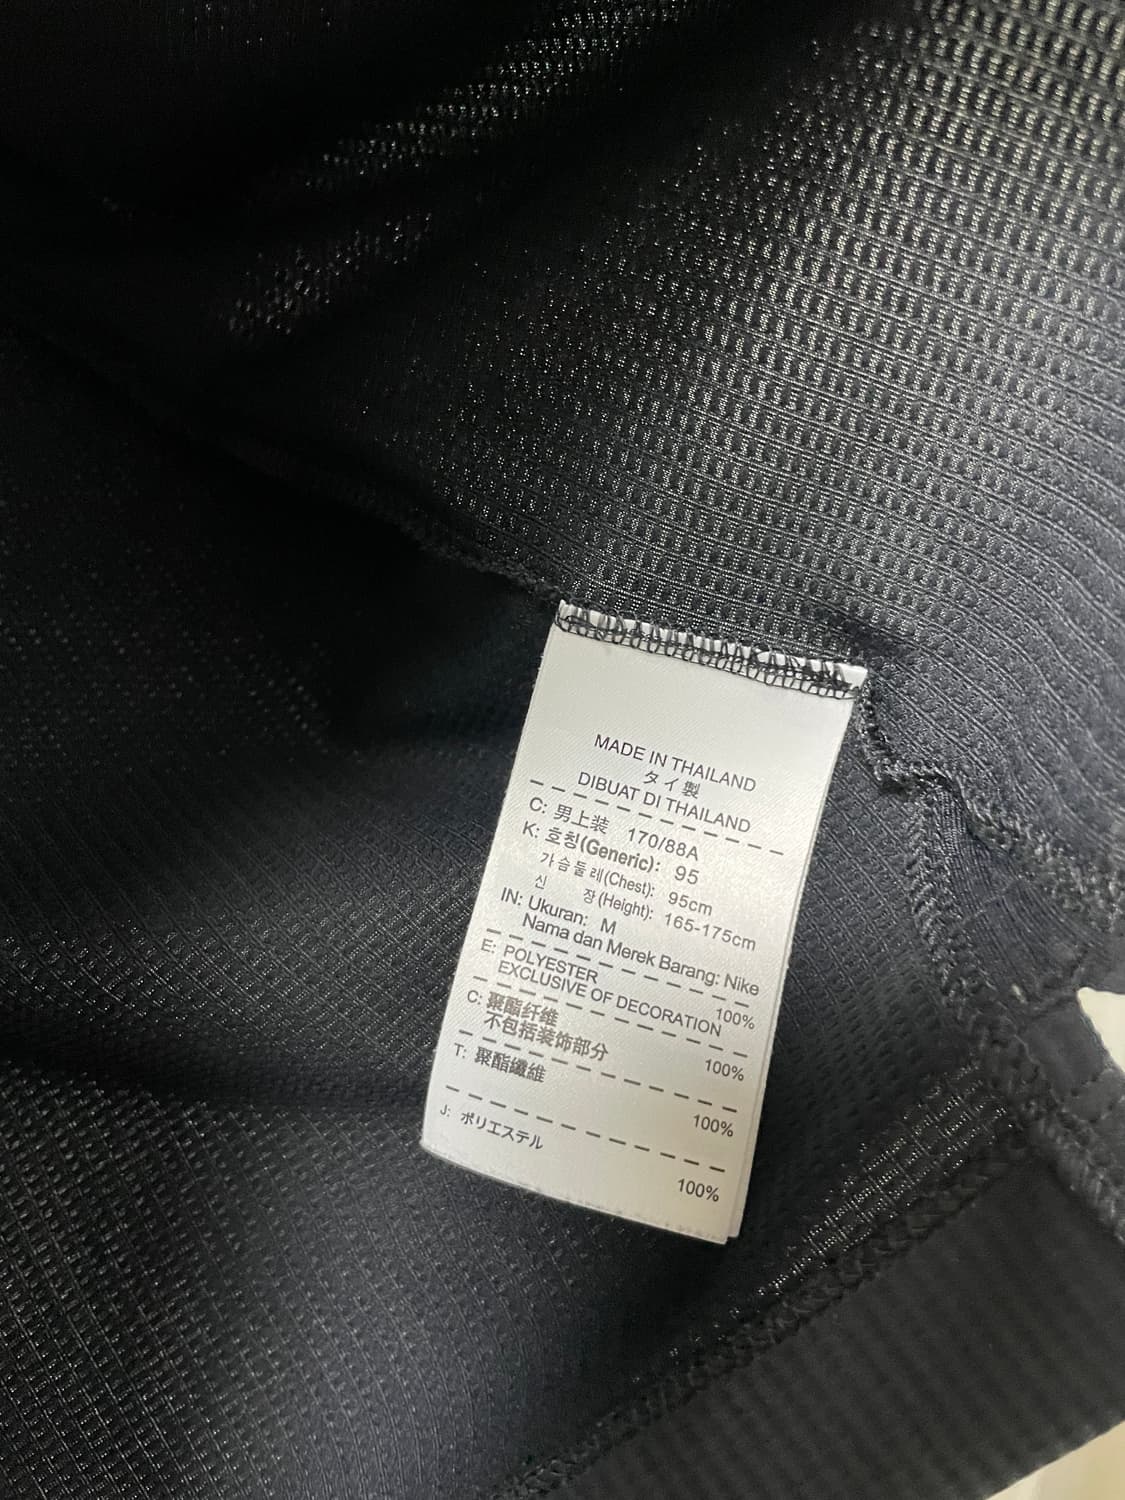 MADE IN THAILAND
タイ製
DIBUAT DI THAILAND
C: 男上装 170/88A
K: 호칭(Generic): 95
가슴둘레(Chest): 95cm
신 장(Height): 165-175cm
IN: Ukuran: M
Nama dan Merek Barang: Nike
E: POLYESTER 100%
EXCLUSIVE OF DECORATION
C: 聚酯纤维 100%
不包括装饰部分
T: 聚酯纖維 100%
J: ポリエステル 100%